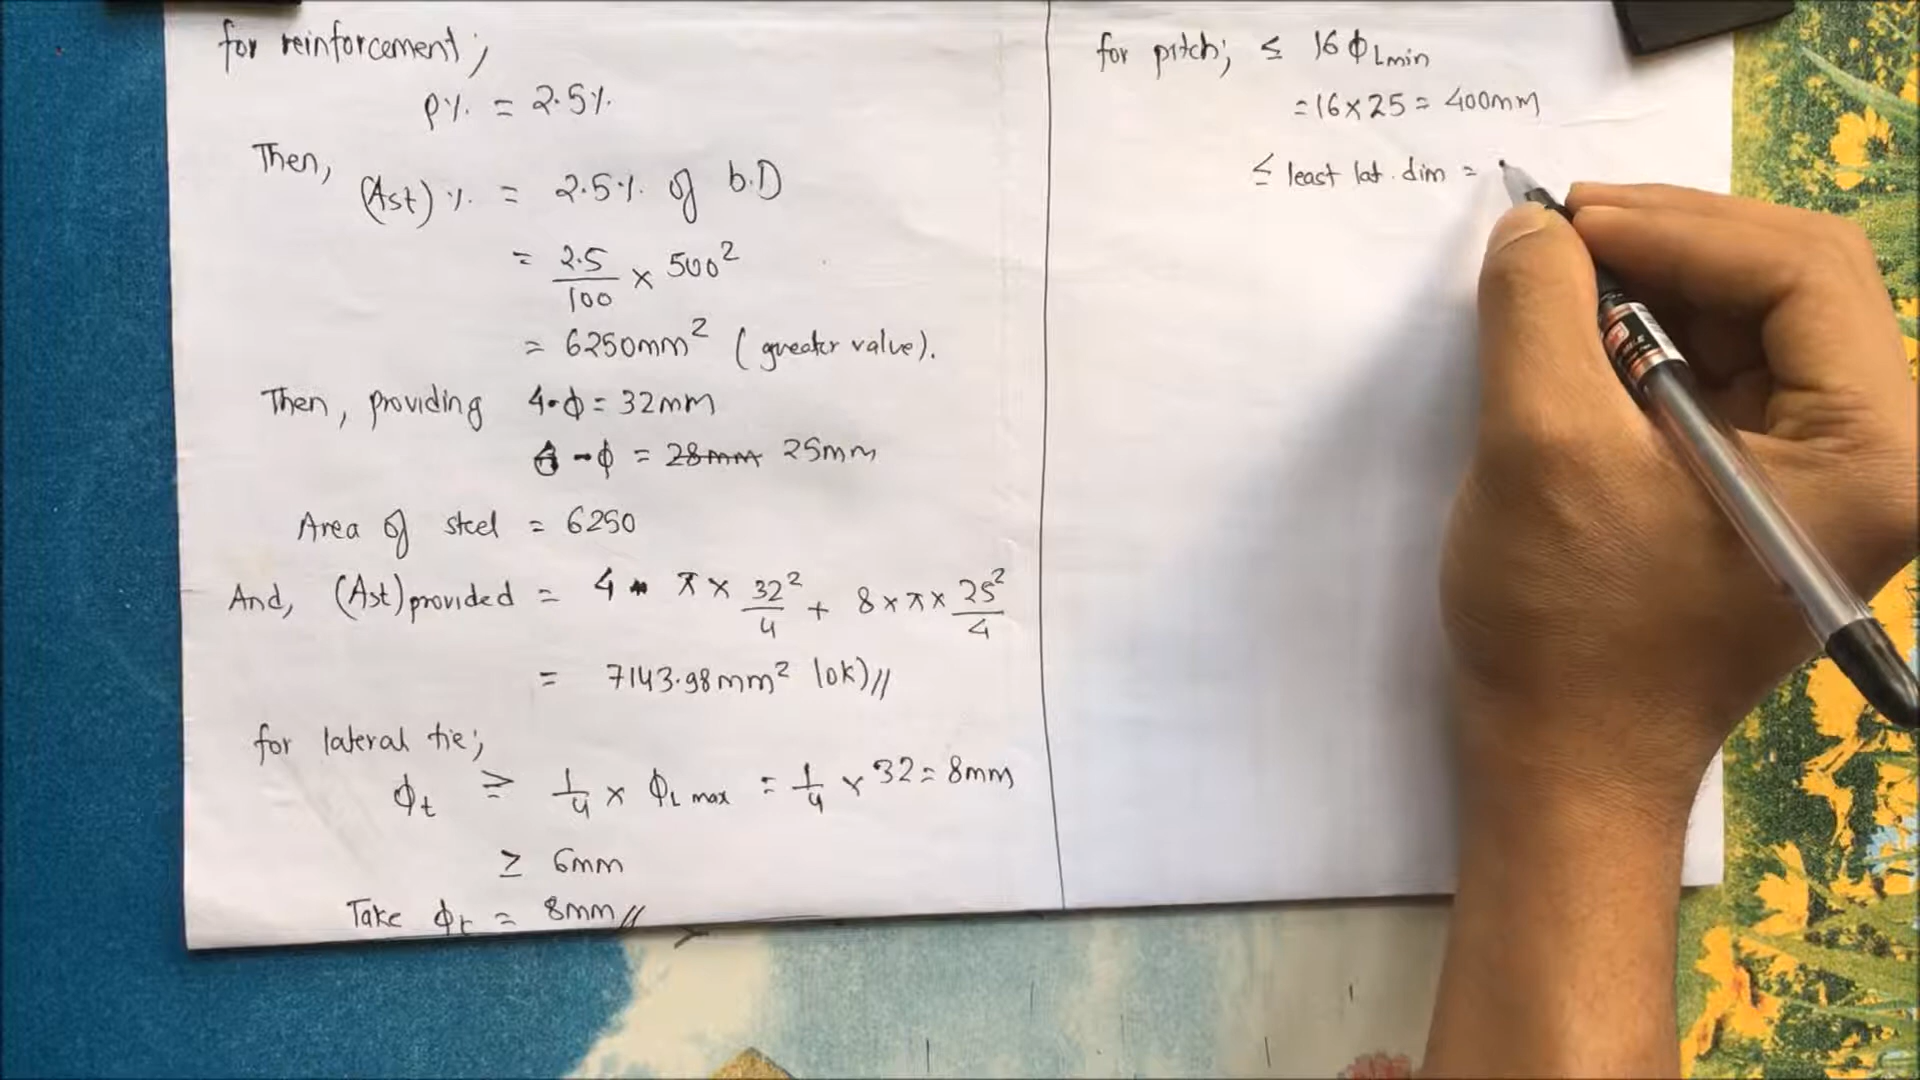 for reinforcement;
p%. = 2.5%.
Then,
(Ast)%. = 2.5%. of b.D
= 2.5/100 × 500²
= 6250mm² (greater value).
Then, providing 4-ϕ = 32mm
-ϕ = 28mm 25mm
Area of steel = 6250
And, (Ast)provided = 4 π × 32²/4 + 8×π× 25²/4
= 7143.98mm² (ok)//
for lateral tie;
ϕt ≥ 1/4 × ϕL max = 1/4 × 32 = 8mm
≥ 6mm
Take ϕt = 8mm//
for pitch; ≤ 16 ϕLmin
= 16×25 = 400mm
≤ least lat. dim =